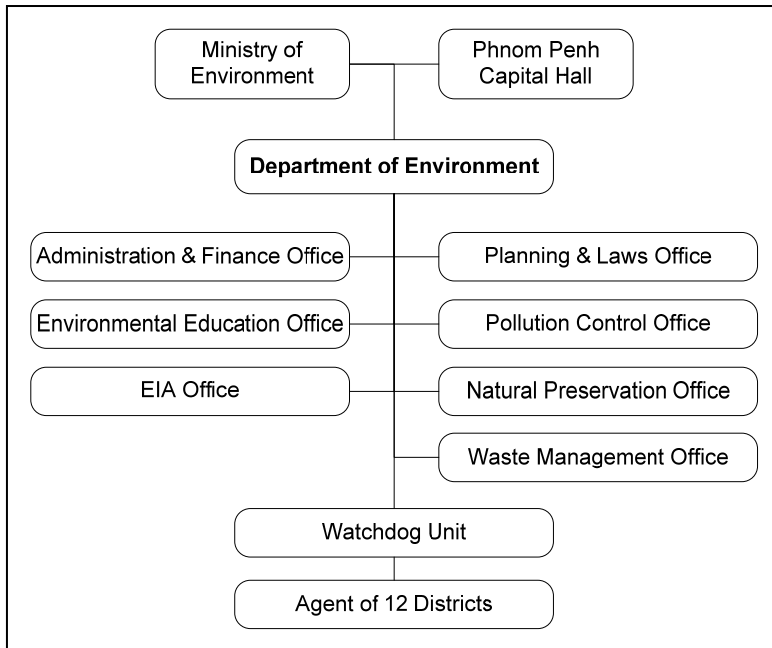 Ministry of
Environment
Phnom Penh
Capital Hall
Department of Environment
Administration & Finance Office
Planning & Laws Office
Environmental Education Office
Pollution Control Office
EIA Office
Natural Preservation Office
Waste Management Office
Watchdog Unit
Agent of 12 Districts